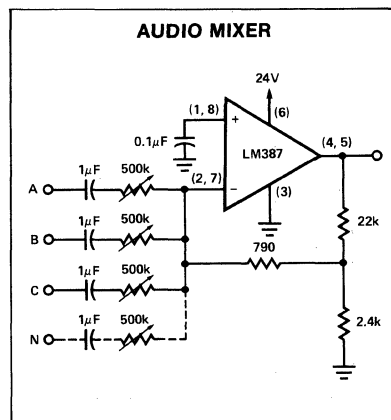 AUDIO MIXER
24V
(1, 8)
(6)
+
0.1μF
LM387
(4, 5)
1μF
500k
(2, 7)
−
(3)
A
22k
1μF
500k
B
790
1μF
500k
C
2.4k
1μF
500k
N